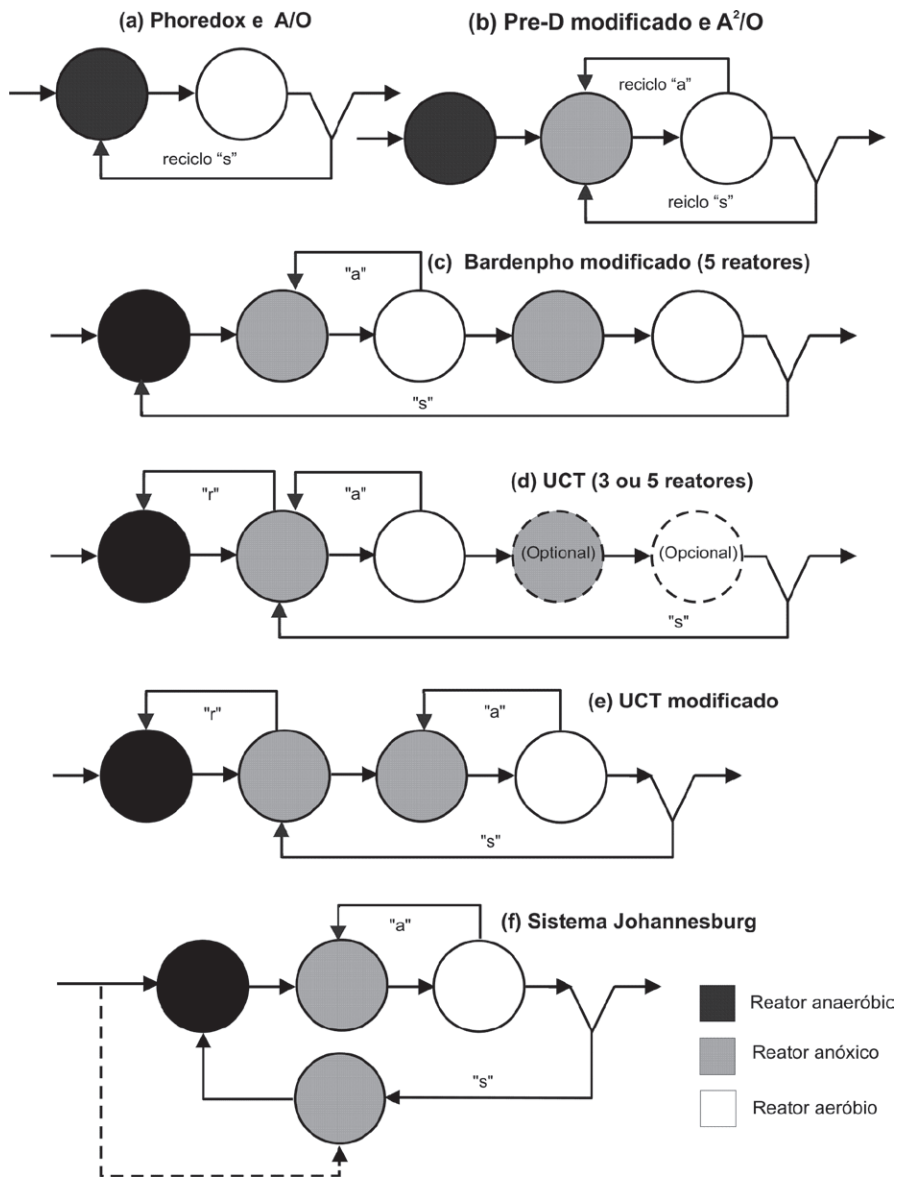 (a) Phoredox e A/O
reciclo "s"
(b) Pre-D modificado e A²/O
reciclo "a"
reiclo "s"
(c) Bardenpho modificado (5 reatores)
"a"
"s"
(d) UCT (3 ou 5 reatores)
"r"
"a"
(Optional)
(Opcional)
"s"
(e) UCT modificado
"r"
"a"
"s"
(f) Sistema Johannesburg
"a"
"s"
Reator anaeróbic
Reator anóxico
Reator aeróbio